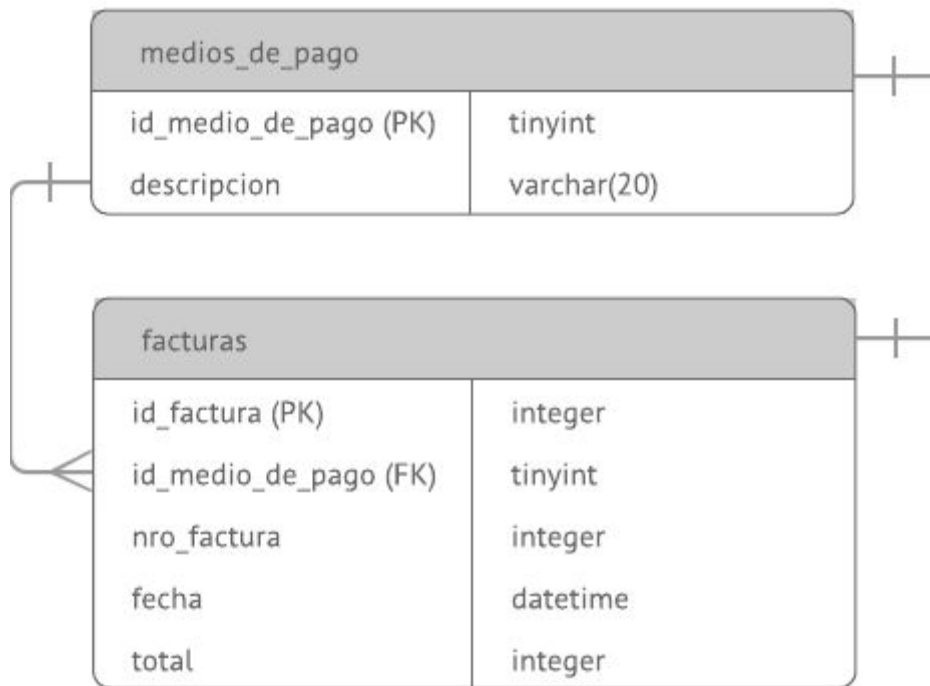 medios_de_pago
id_medio_de_pago (PK) tinyint
descripcion varchar(20)
facturas
id_factura (PK) integer
id_medio_de_pago (FK) tinyint
nro_factura integer
fecha datetime
total integer